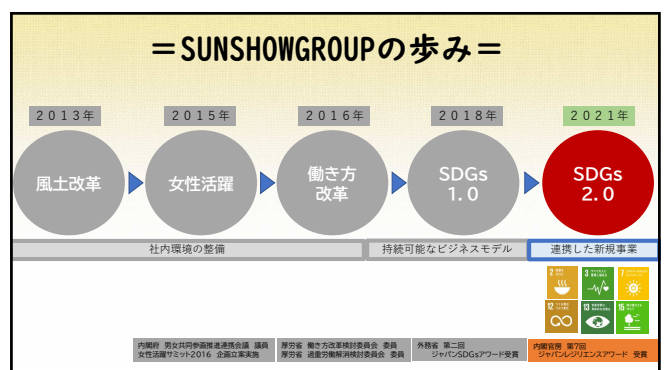 =SUNSHOWGROUPの歩み=
2013年
2015年
2016年
2018年
2021年
風土改革
女性活躍
働き方
改革
SDGs
1.0
SDGs
2.0
社内環境の整備
持続可能なビジネスモデル
連携した新規事業
2
3
7
12
13
15
内閣府 男女共同参画推進連携会議 議員
女性活躍サミット2016 企画立案実施
厚労省 働き方改革検討委員会 委員
厚労省 過重労働解消検討委員会 委員
外務省 第二回
ジャパンSDGsアワード受賞
内閣官房 第7回
ジャパンレジリエンスアワード 受賞